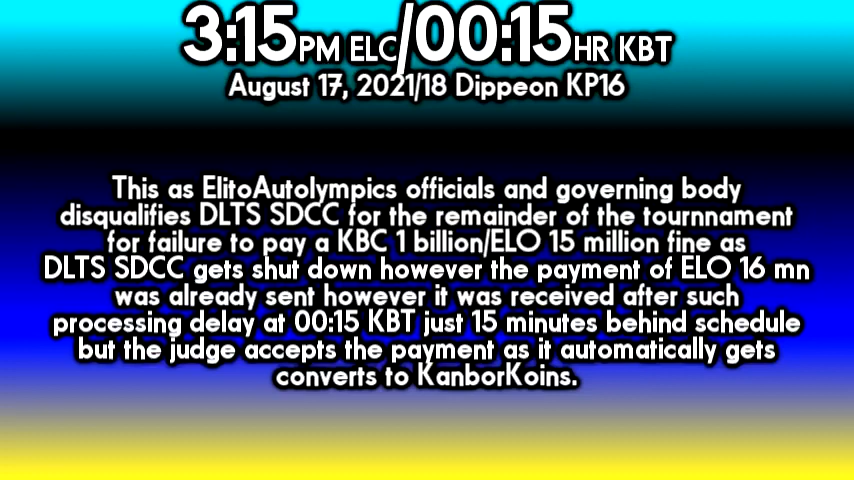 3:15PM ELC/00:15HR KBT
August 17, 2021/18 Dippeon KP16
This as ElitoAutolympics officials and governing body
disqualifies DLTS SDCC for the remainder of the tournnament
for failure to pay a KBC 1 billion/ELO 15 million fine as
DLTS SDCC gets shut down however the payment of ELO 16 mn
was already sent however it was received after such
processing delay at 00:15 KBT just 15 minutes behind schedule
but the judge accepts the payment as it automatically gets
converts to KanborKoins.